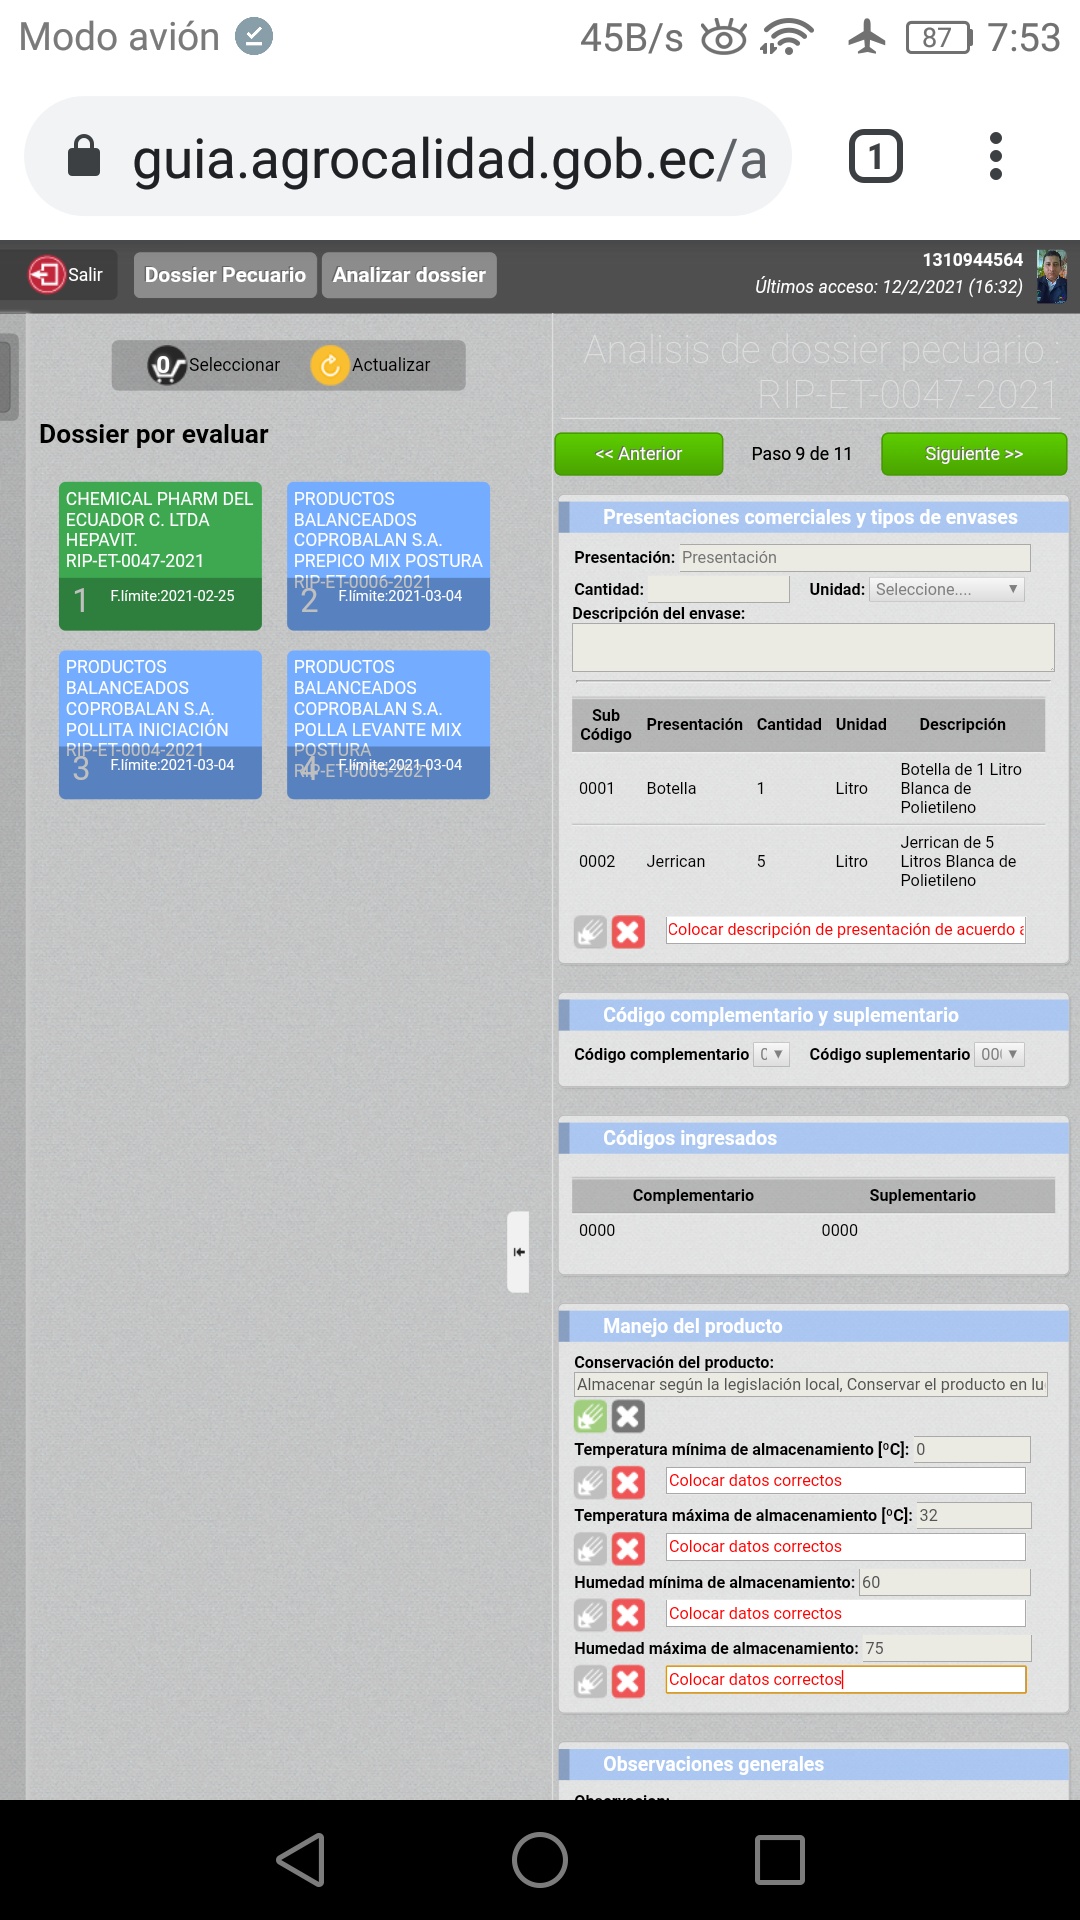 Modo avión
45B/s
87
7:53
guia.agrocalidad.gob.ec/a
1
Salir
Dossier Pecuario
Analizar dossier
1310944564
Últimos acceso: 12/2/2021 (16:32)
0
Seleccionar
Actualizar
Dossier por evaluar
CHEMICAL PHARM DEL
ECUADOR C. LTDA
HEPAVIT.
RIP-ET-0047-2021
1
F.límite:2021-02-25
PRODUCTOS
BALANCEADOS
COPROBALAN S.A.
PREPICO MIX POSTURA
RIP-ET-0006-2021
2
F.límite:2021-03-04
PRODUCTOS
BALANCEADOS
COPROBALAN S.A.
POLLITA INICIACIÓN
RIP-ET-0004-2021
3
F.límite:2021-03-04
PRODUCTOS
BALANCEADOS
COPROBALAN S.A.
POLLA LEVANTE MIX
POSTURA
RIP-ET-0005-2021
4
F.límite:2021-03-04
Analisis de dossier pecuario :
RIP-ET-0047-2021
<< Anterior
Paso 9 de 11
Siguiente >>
Presentaciones comerciales y tipos de envases
Presentación: Presentación
Cantidad:
Unidad: Seleccione....
Descripción del envase:
Sub Código Presentación Cantidad Unidad Descripción
0001 Botella 1 Litro Botella de 1 Litro
Blanca de
Polietileno
0002 Jerrican 5 Litro Jerrican de 5
Litros Blanca de
Polietileno
Colocar descripción de presentación de acuerdo a
Código complementario y suplementario
Código complementario 0
Código suplementario 000
Códigos ingresados
Complementario Suplementario
0000 0000
Manejo del producto
Conservación del producto:
Almacenar según la legislación local, Conservar el producto en lu
Temperatura mínima de almacenamiento [ºC]: 0
Colocar datos correctos
Temperatura máxima de almacenamiento [ºC]: 32
Colocar datos correctos
Humedad mínima de almacenamiento: 60
Colocar datos correctos
Humedad máxima de almacenamiento: 75
Colocar datos correctos
Observaciones generales
Observacion: